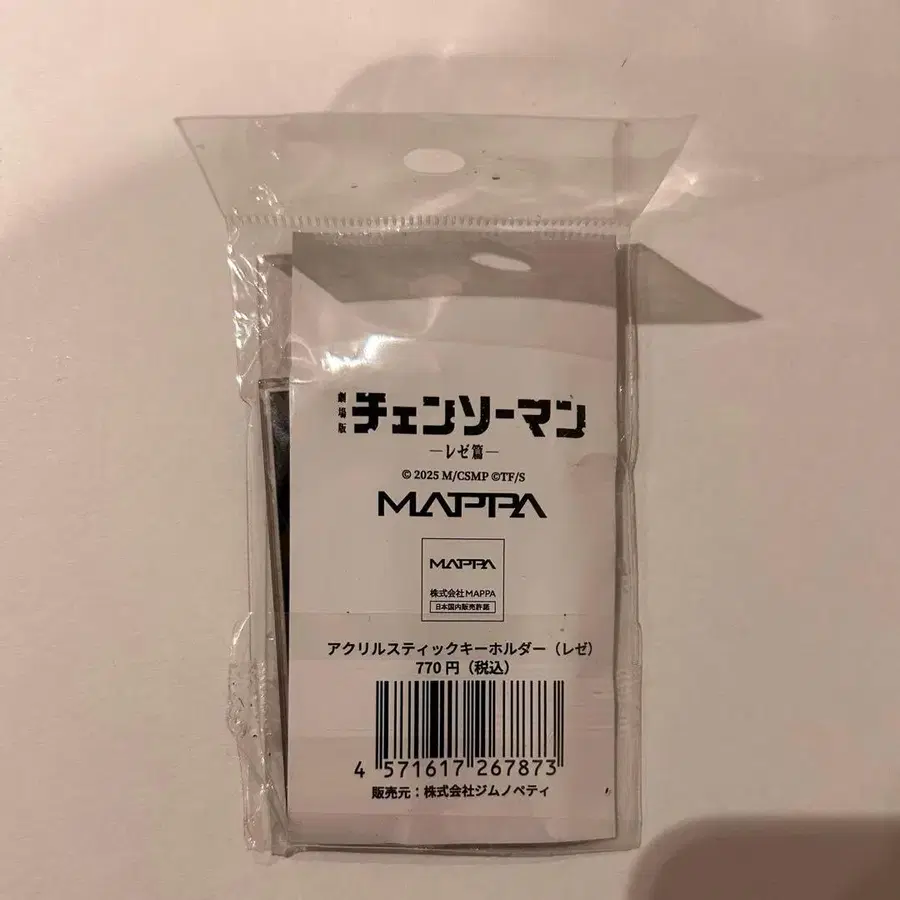 劇場版 チェンソーマン
―レゼ篇―
© 2025 M/CSMP ©TF/S
MAPPA
MAPPA
株式会社MAPPA
日本国内販売許諾
アクリルスティックキーホルダー（レゼ）
770円（税込）
4 571617 267873
販売元：株式会社ジムノペティ